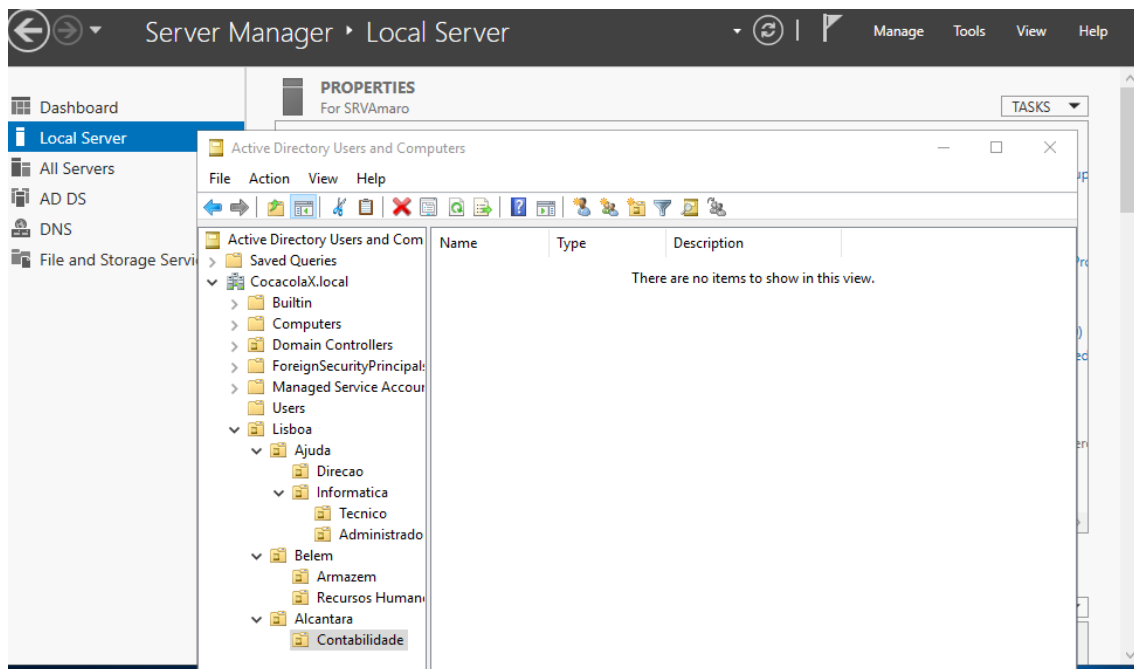 Server Manager ‣ Local Server
Manage Tools View Help
PROPERTIES
For SRVAmaro
TASKS
Dashboard
Local Server
All Servers
AD DS
DNS
File and Storage Servi
Active Directory Users and Computers
File Action View Help
Active Directory Users and Com
Saved Queries
CocacolaX.local
Builtin
Computers
Domain Controllers
ForeignSecurityPrincipals
Managed Service Accour
Users
Lisboa
Ajuda
Direcao
Informatica
Tecnico
Administrado
Belem
Armazem
Recursos Human
Alcantara
Contabilidade
Name Type Description
There are no items to show in this view.